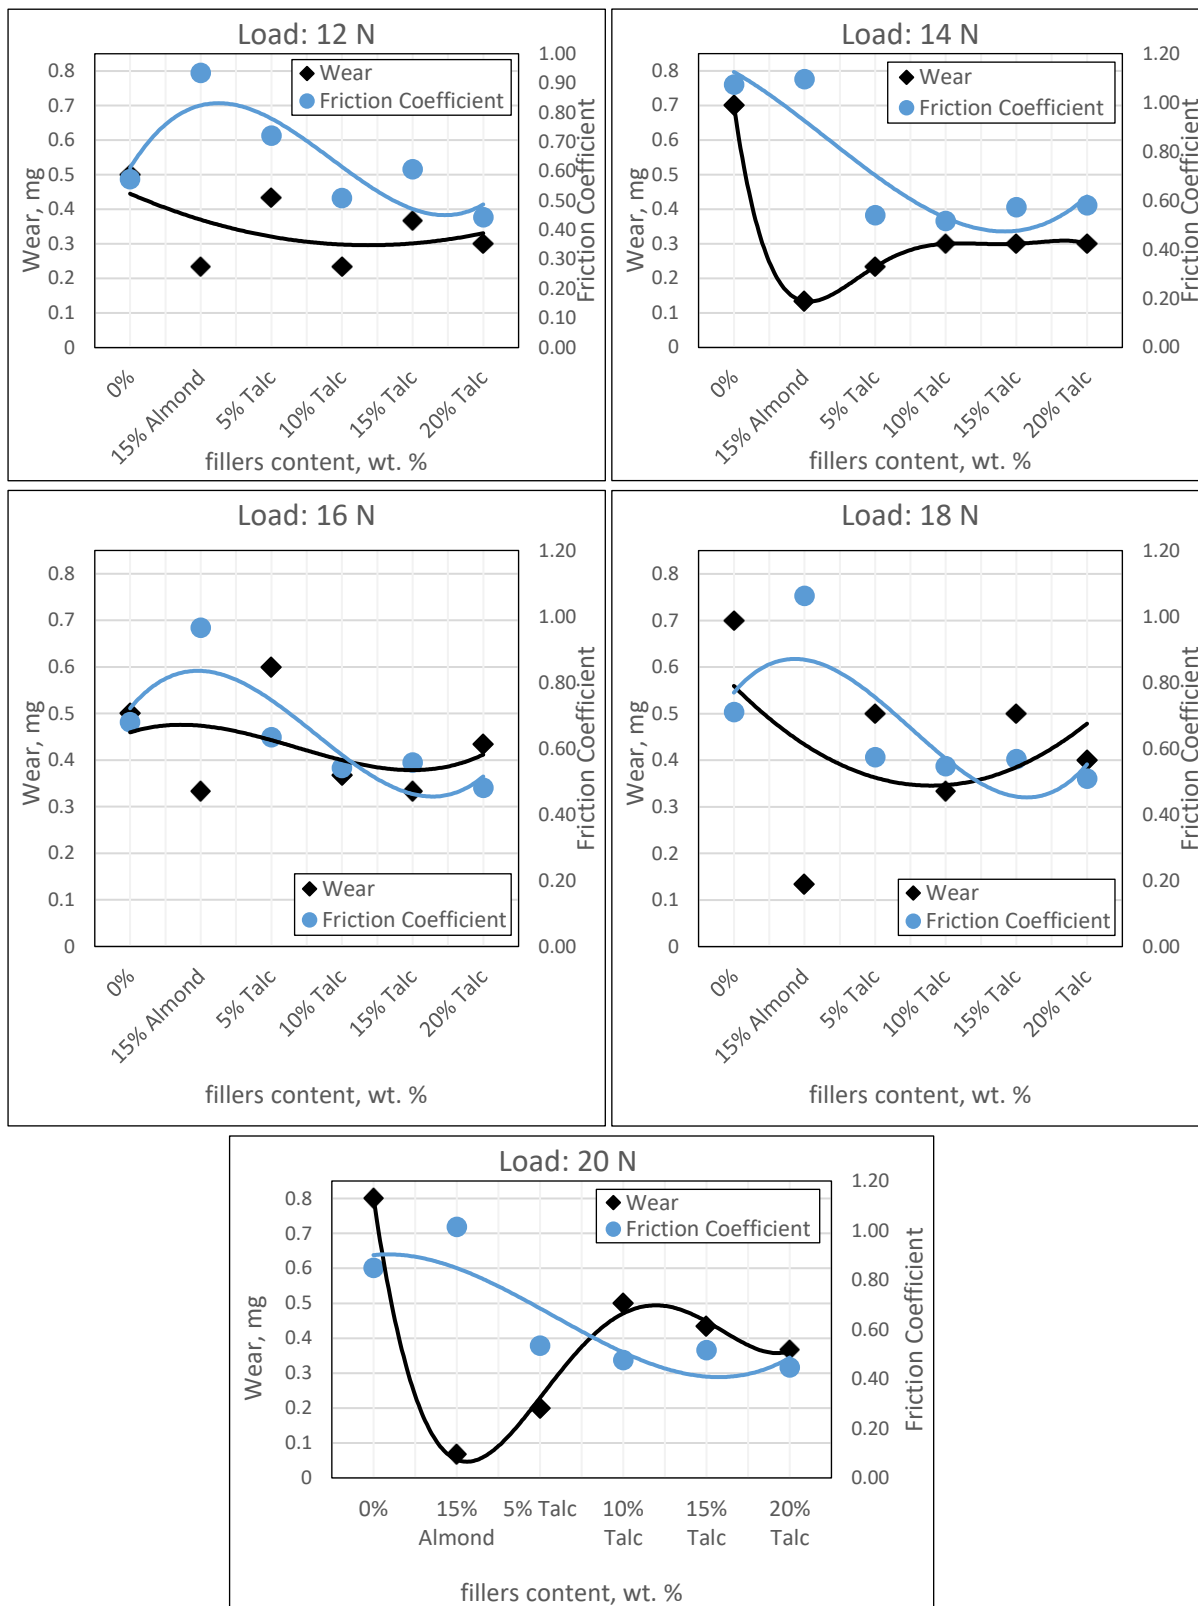 Load: 12 N
Wear
Friction Coefficient
Wear, mg
0.8
0.7
0.6
0.5
0.4
0.3
0.2
0.1
0
1.00
0.90
0.80
0.70
0.60
0.50
0.40
0.30
0.20
0.10
0.00
Friction Coefficient
0%
15% Almond
5% Talc
10% Talc
15% Talc
20% Talc
fillers content, wt. %
Load: 14 N
Wear
Friction Coefficient
Wear, mg
0.8
0.7
0.6
0.5
0.4
0.3
0.2
0.1
0
1.20
1.00
0.80
0.60
0.40
0.20
0.00
Friction Coefficient
0%
15% Almond
5% Talc
10% Talc
15% Talc
20% Talc
fillers content, wt. %
Load: 16 N
Wear, mg
0.8
0.7
0.6
0.5
0.4
0.3
0.2
0.1
0
1.20
1.00
0.80
0.60
0.40
0.20
0.00
Friction Coefficient
Wear
Friction Coefficient
0%
15% Almond
5% Talc
10% Talc
15% Talc
20% Talc
fillers content, wt. %
Load: 18 N
Wear, mg
0.8
0.7
0.6
0.5
0.4
0.3
0.2
0.1
0
1.20
1.00
0.80
0.60
0.40
0.20
0.00
Friction Coefficient
Wear
Friction Coefficient
0%
15% Almond
5% Talc
10% Talc
15% Talc
20% Talc
fillers content, wt. %
Load: 20 N
Wear
Friction Coefficient
Wear, mg
0.8
0.7
0.6
0.5
0.4
0.3
0.2
0.1
0
1.20
1.00
0.80
0.60
0.40
0.20
0.00
Friction Coefficient
0%
15%
Almond
5% Talc
10%
Talc
15%
Talc
20%
Talc
fillers content, wt. %